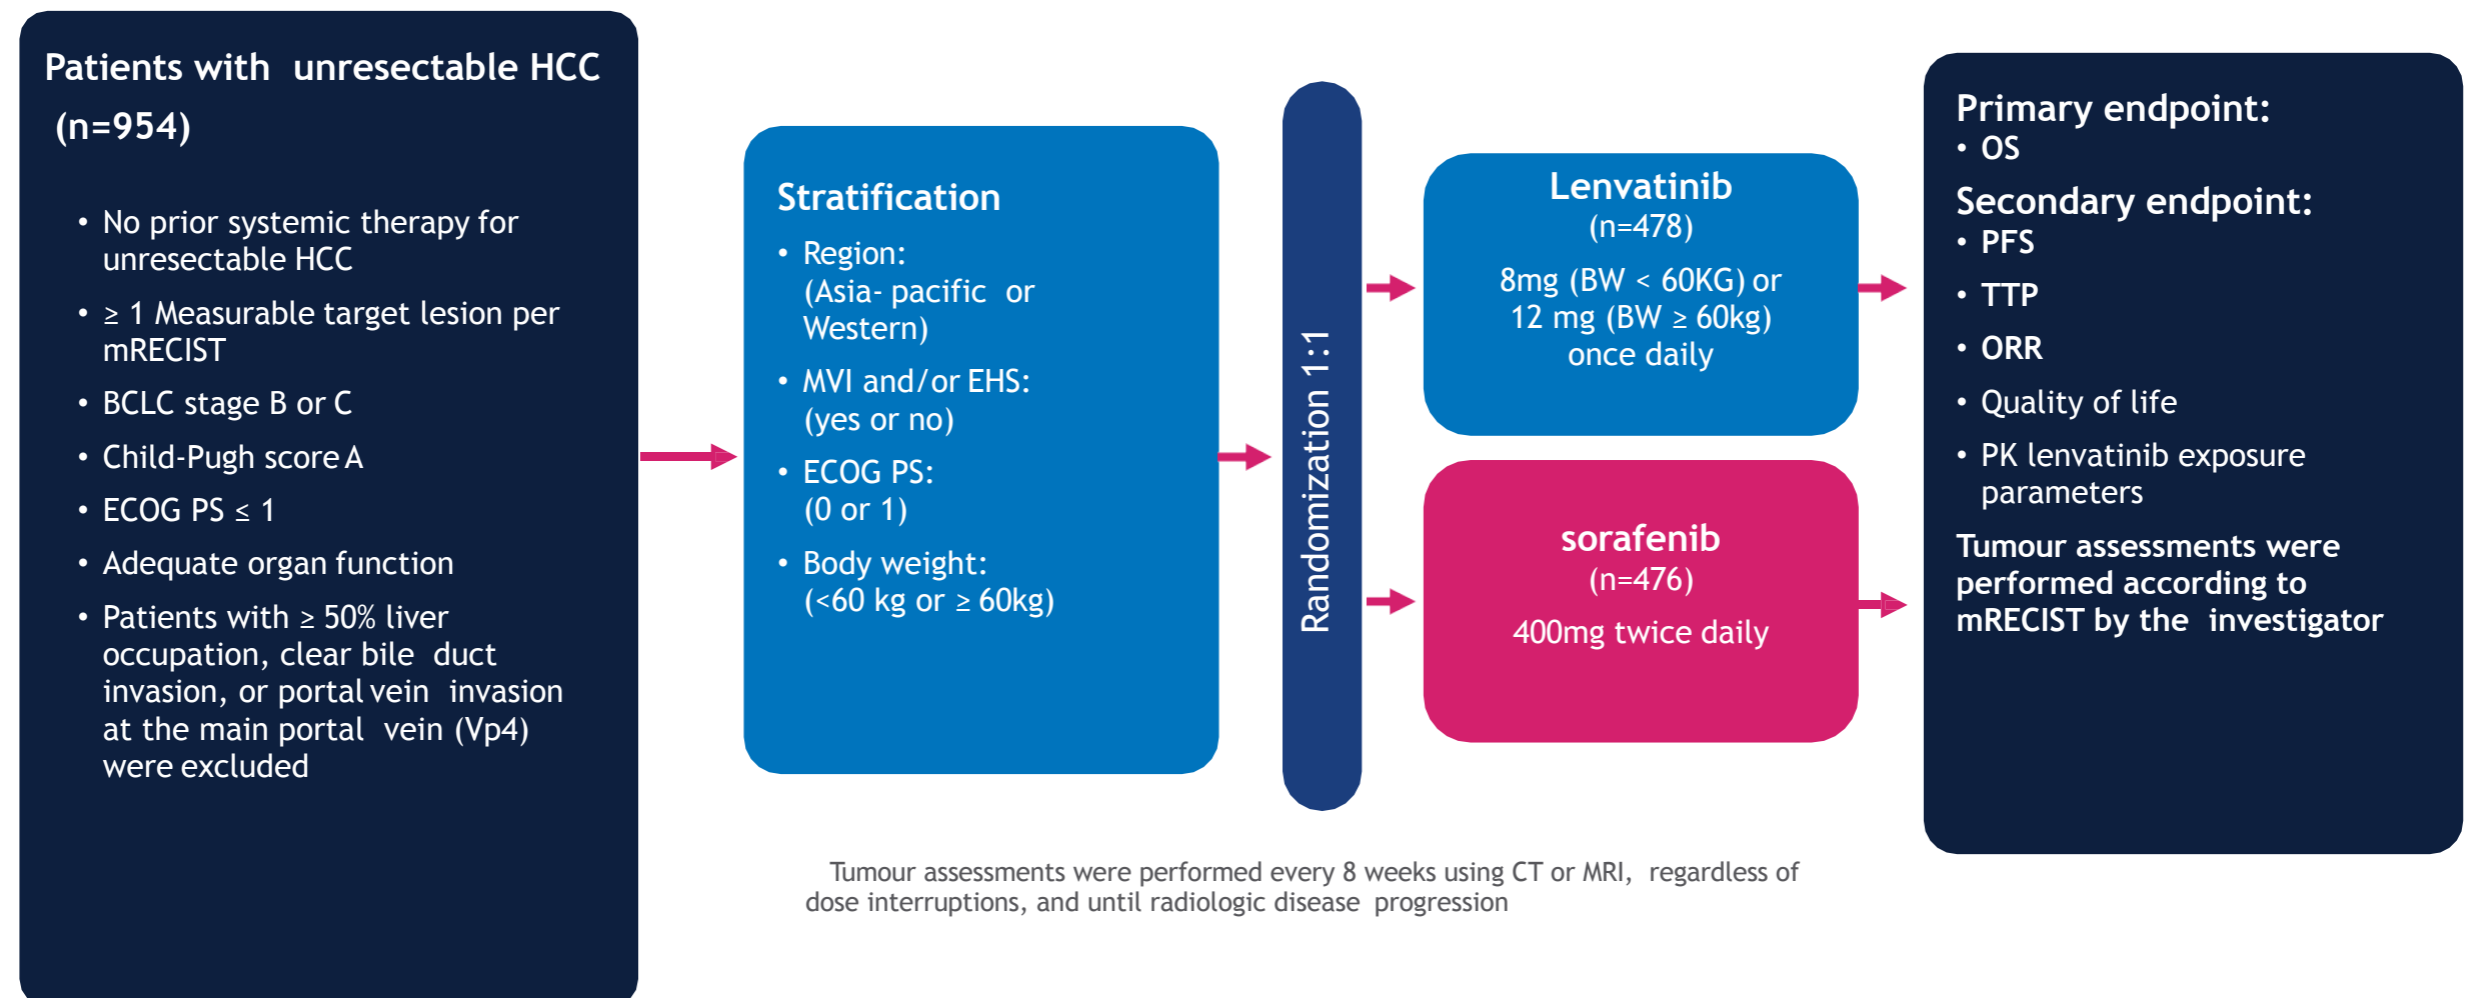 Patients with unresectable HCC
(n=954)
• No prior systemic therapy for
unresectable HCC
• ≥ 1 Measurable target lesion per
mRECIST
• BCLC stage B or C
• Child-Pugh score A
• ECOG PS ≤ 1
• Adequate organ function
• Patients with ≥ 50% liver
occupation, clear bile duct
invasion, or portal vein invasion
at the main portal vein (Vp4)
were excluded
Stratification
• Region:
(Asia- pacific or
Western)
• MVI and/or EHS:
(yes or no)
• ECOG PS:
(0 or 1)
• Body weight:
(<60 kg or ≥ 60kg)
Randomization 1:1
Lenvatinib
(n=478)
8mg (BW < 60KG) or
12 mg (BW ≥ 60kg)
once daily
sorafenib
(n=476)
400mg twice daily
Primary endpoint:
• OS
Secondary endpoint:
• PFS
• TTP
• ORR
• Quality of life
• PK lenvatinib exposure
parameters
Tumour assessments were
performed according to
mRECIST by the investigator
Tumour assessments were performed every 8 weeks using CT or MRI, regardless of
dose interruptions, and until radiologic disease progression